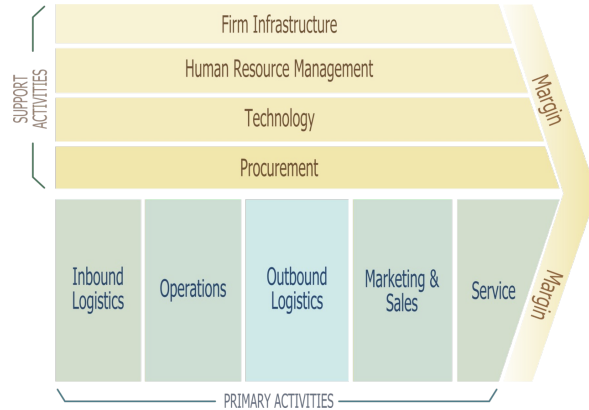 Firm Infrastructure
Human Resource Management
Technology
Procurement
SUPPORT
ACTIVITIES
Margin
Inbound
Logistics
Operations
Outbound
Logistics
Marketing &
Sales
Service
Margin
PRIMARY ACTIVITIES